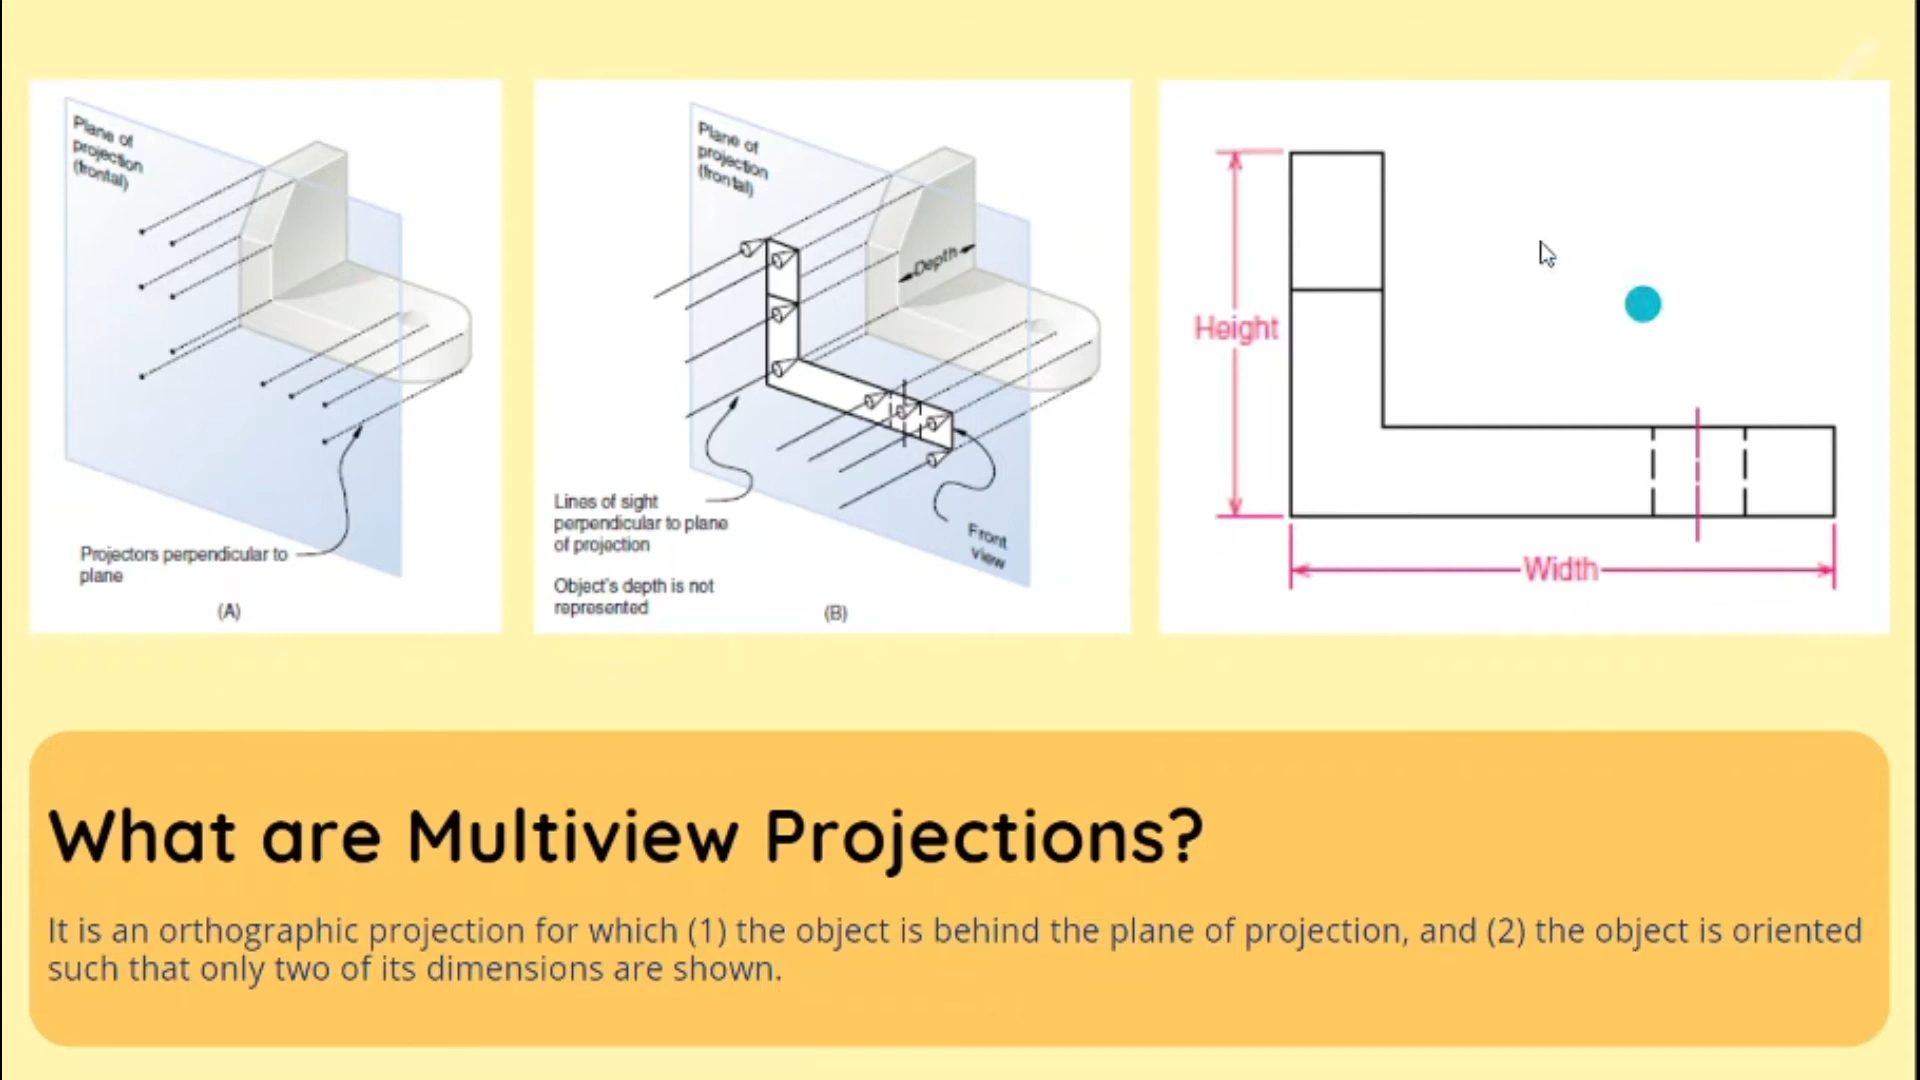 Plane of
projection
(frontal)
Projectors perpendicular to
plane
(A)
Plane of
projection
(frontal)
Depth
Lines of sight
perpendicular to plane
of projection
Object's depth is not
represented
Front
view
(B)
Height
Width
What are Multiview Projections?
It is an orthographic projection for which (1) the object is behind the plane of projection, and (2) the object is oriented
such that only two of its dimensions are shown.